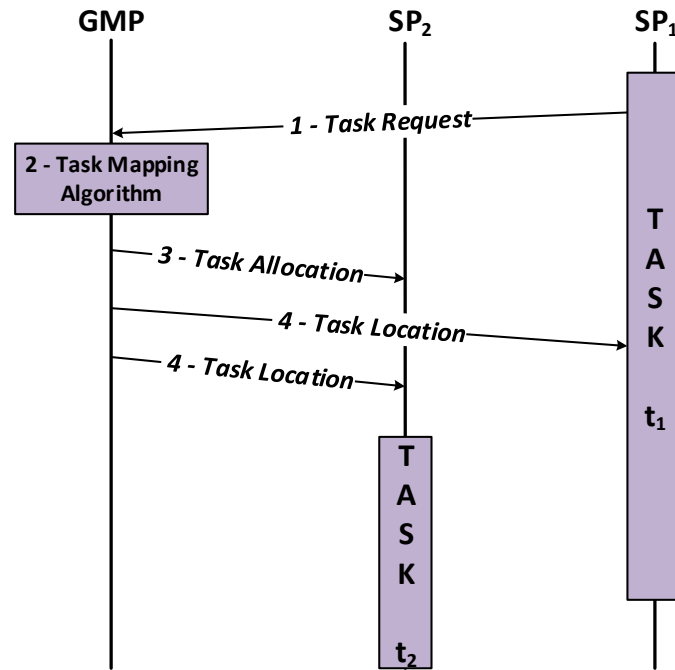 GMP
SP₂
SP₁
1 - Task Request
2 - Task Mapping
Algorithm
3 - Task Allocation
4 - Task Location
4 - Task Location
T
A
S
K
t₁
T
A
S
K
t₂